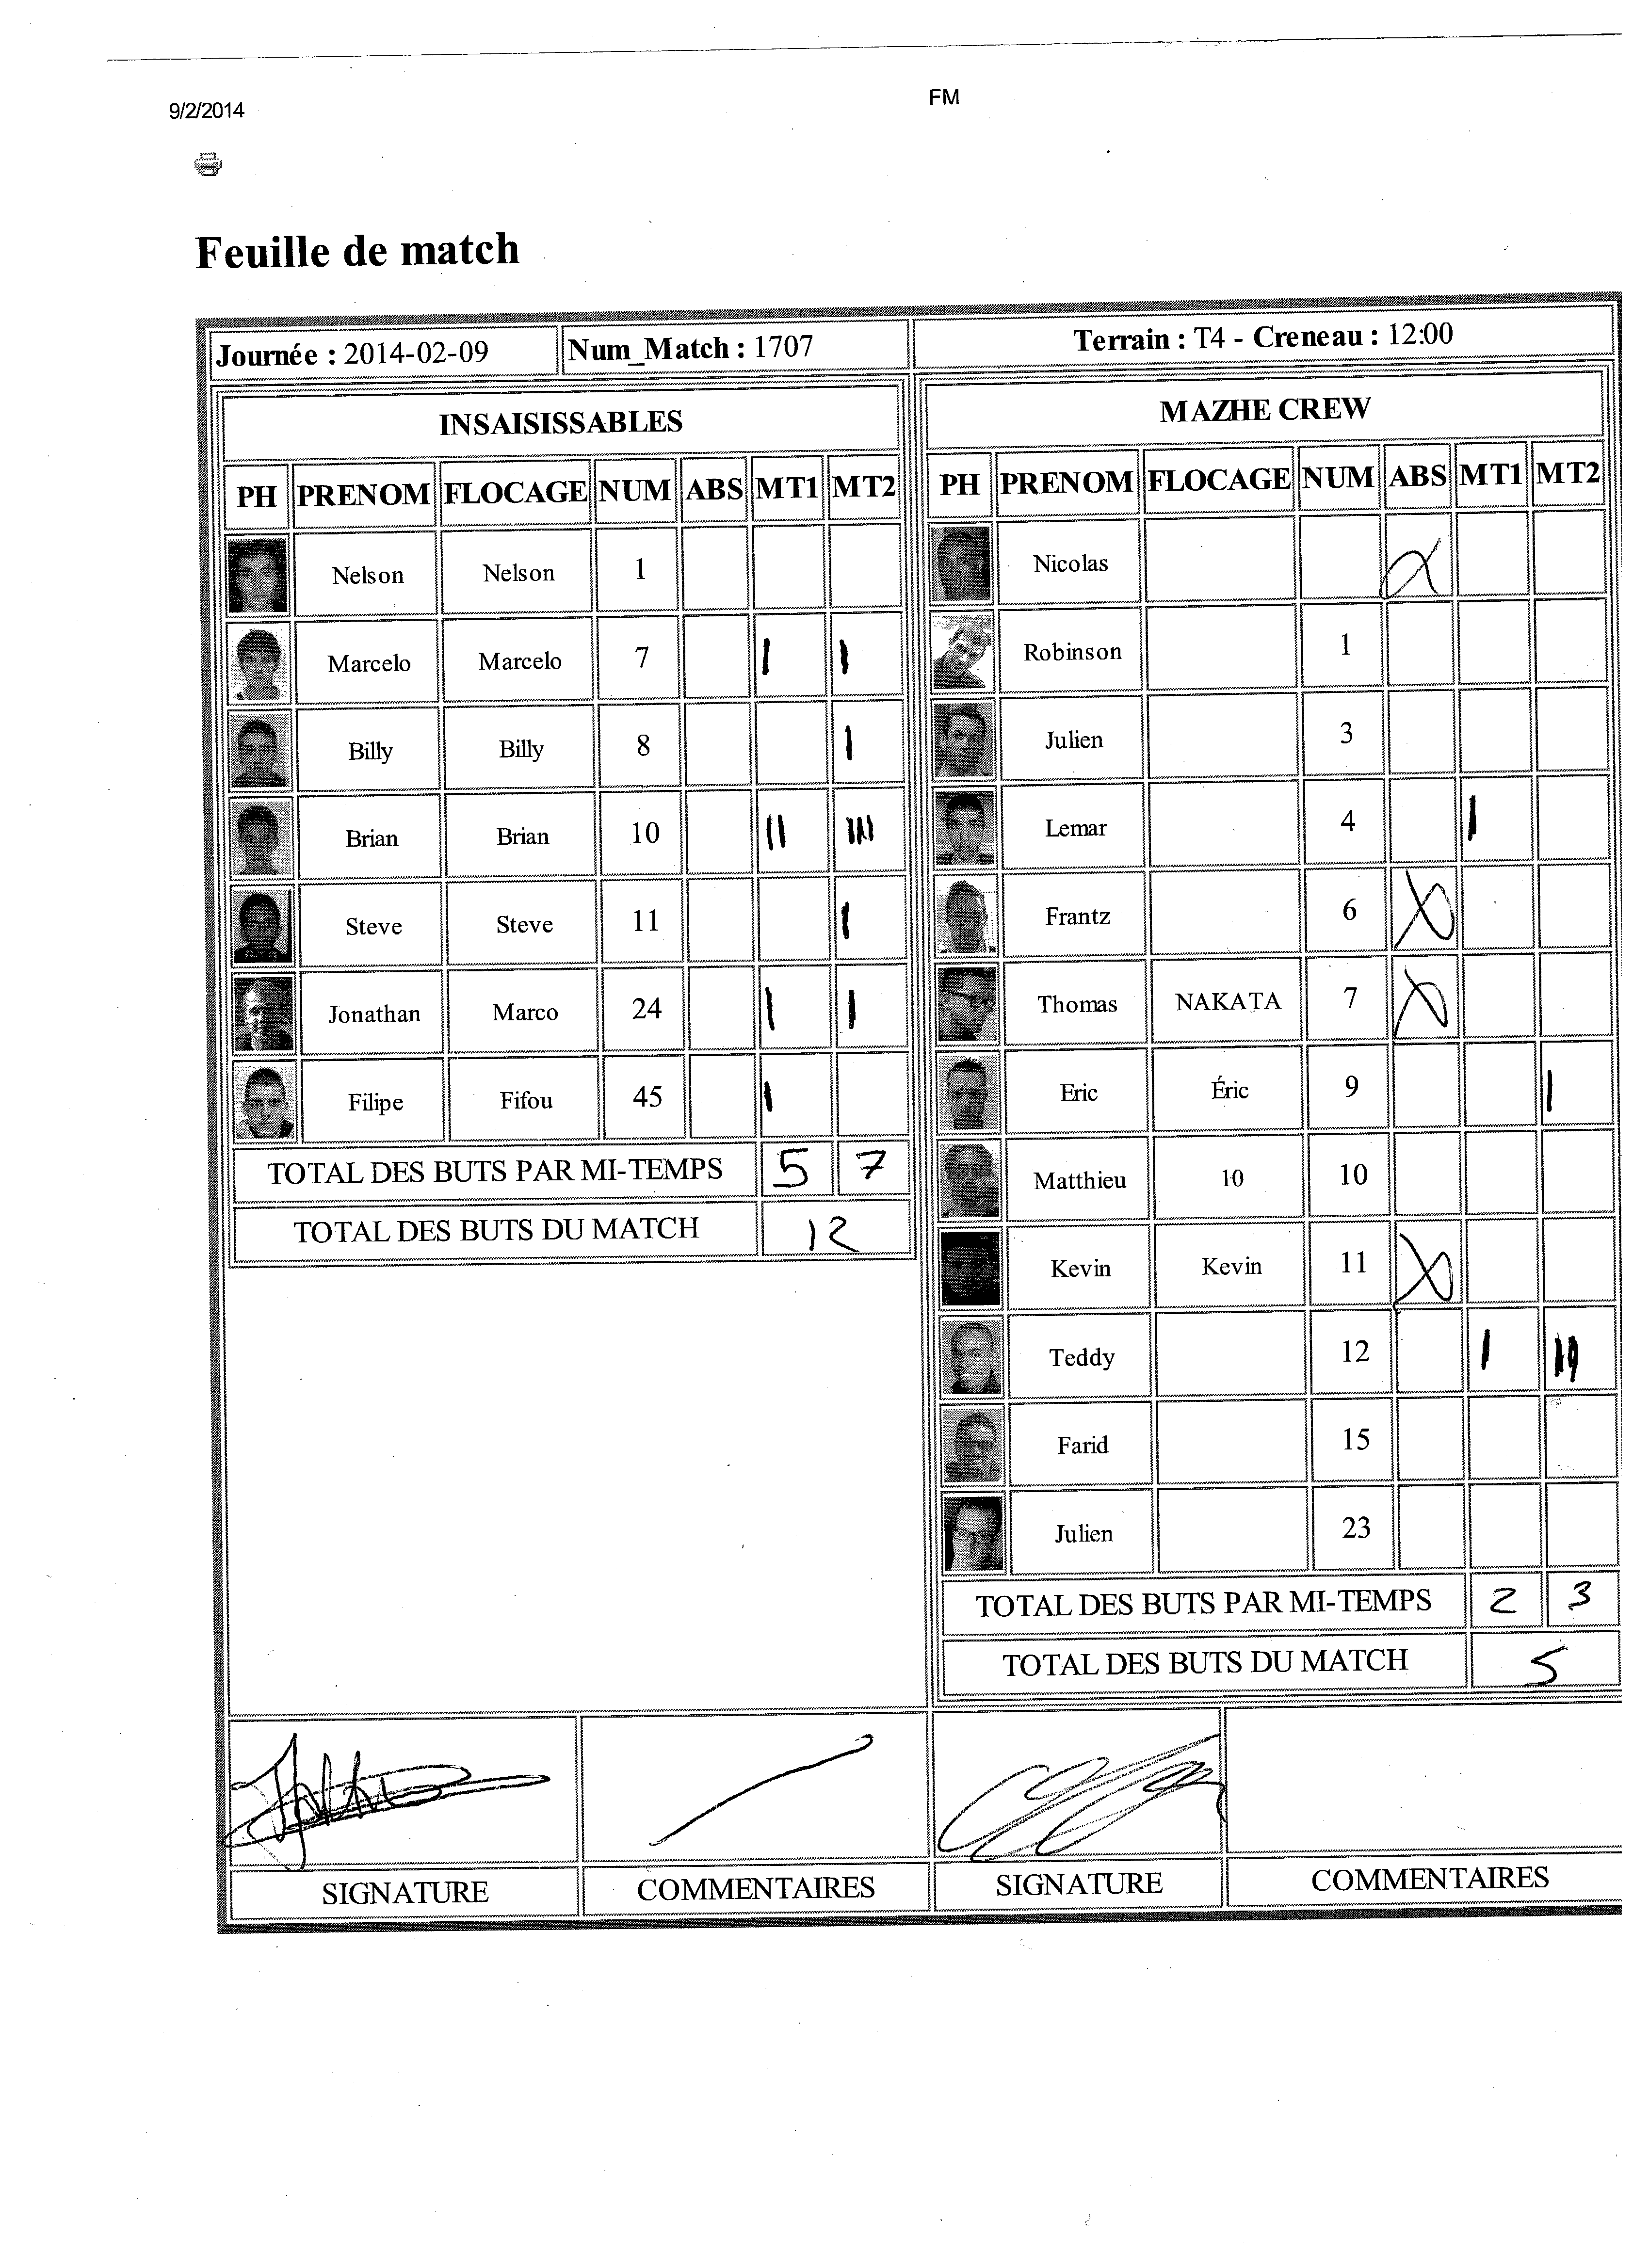 9/2/2014 FM
Feuille de match
Journée : 2014-02-09 Num_Match : 1707 Terrain : T4 - Creneau : 12:00
INSAISISSABLES
PH PRENOM FLOCAGE NUM ABS MT1 MT2
Nelson Nelson 1
Marcelo Marcelo 7 I I
Billy Billy 8 I
Brian Brian 10 II IIII
Steve Steve 11 I
Jonathan Marco 24 I I
Filipe Fifou 45 I
TOTAL DES BUTS PAR MI-TEMPS 5 7
TOTAL DES BUTS DU MATCH 12
MAZHE CREW
PH PRENOM FLOCAGE NUM ABS MT1 MT2
Nicolas X
Robinson 1
Julien 3
Lemar 4 I
Frantz 6 X
Thomas NAKATA 7 X
Eric Éric 9 I
Matthieu 10 10
Kevin Kevin 11 X
Teddy 12 I
Farid 15
Julien 23
TOTAL DES BUTS PAR MI-TEMPS 2 3
TOTAL DES BUTS DU MATCH 5
SIGNATURE COMMENTAIRES SIGNATURE COMMENTAIRES